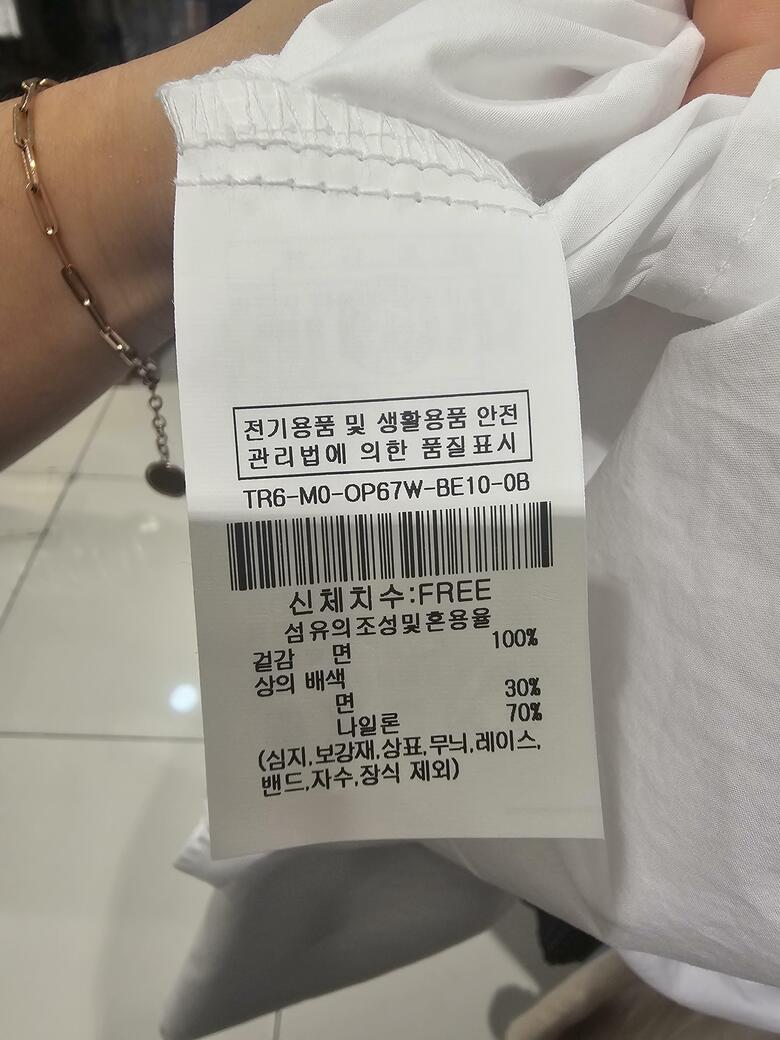 전기용품 및 생활용품 안전
관리법에 의한 품질표시
TR6-M0-OP67W-BE10-0B
신체치수:FREE
섬유의조성및혼용율
겉감 면 100%
상의 배색
면 30%
나일론 70%
(심지,보강재,상표,무늬,레이스,
밴드,자수,장식 제외)